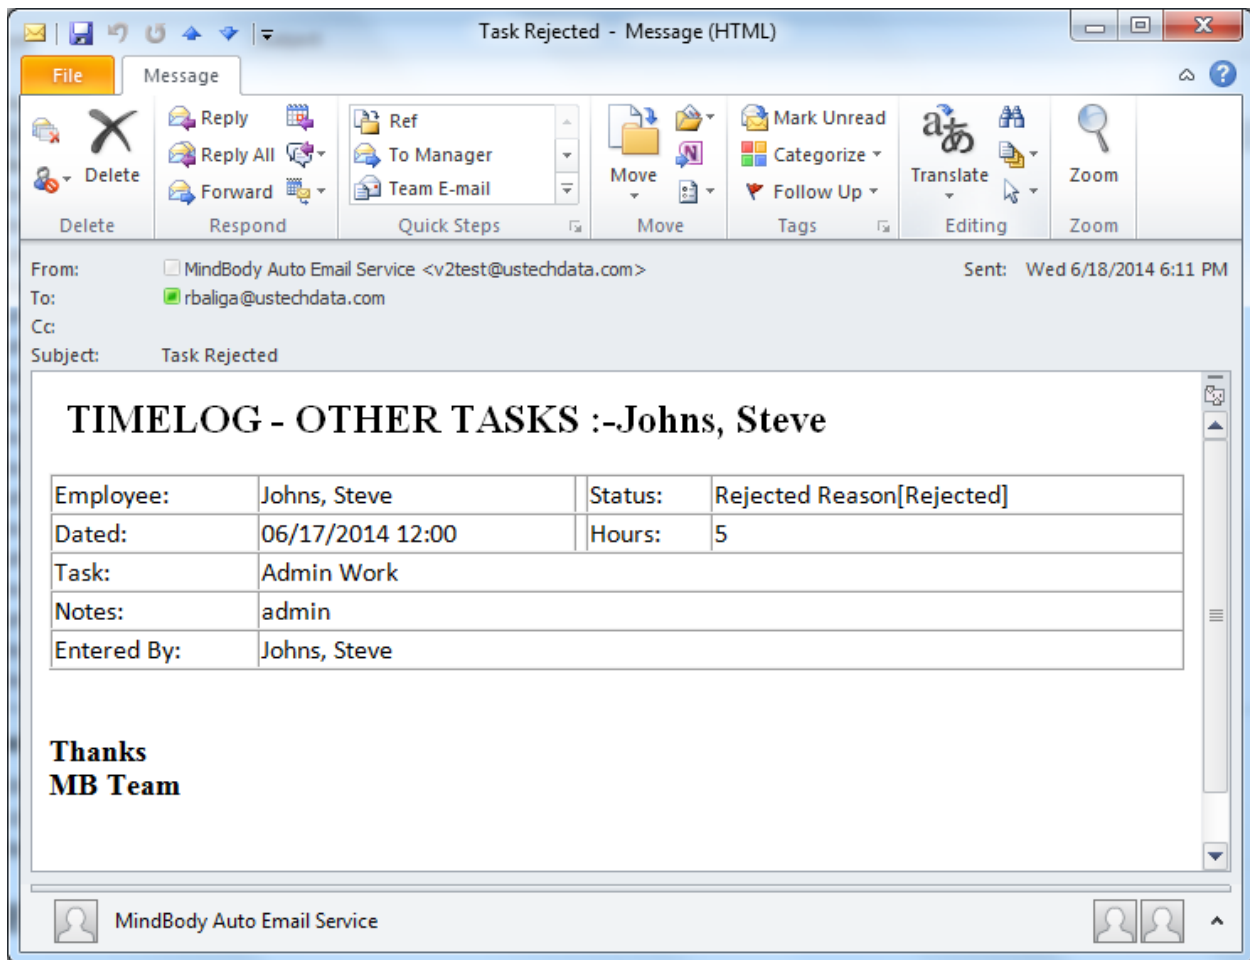 Task Rejected - Message (HTML)
File Message
Delete
Reply
Reply All
Forward
Ref
To Manager
Team E-mail
Move
Mark Unread
Categorize
Follow Up
Translate
Zoom
Delete Respond Quick Steps Move Tags Editing Zoom
From: MindBody Auto Email Service <v2test@ustechdata.com> Sent: Wed 6/18/2014 6:11 PM
To: rbaliga@ustechdata.com
Cc:
Subject: Task Rejected
TIMELOG - OTHER TASKS :-Johns, Steve
Employee: Johns, Steve Status: Rejected Reason[Rejected]
Dated: 06/17/2014 12:00 Hours: 5
Task: Admin Work
Notes: admin
Entered By: Johns, Steve
Thanks
MB Team
MindBody Auto Email Service